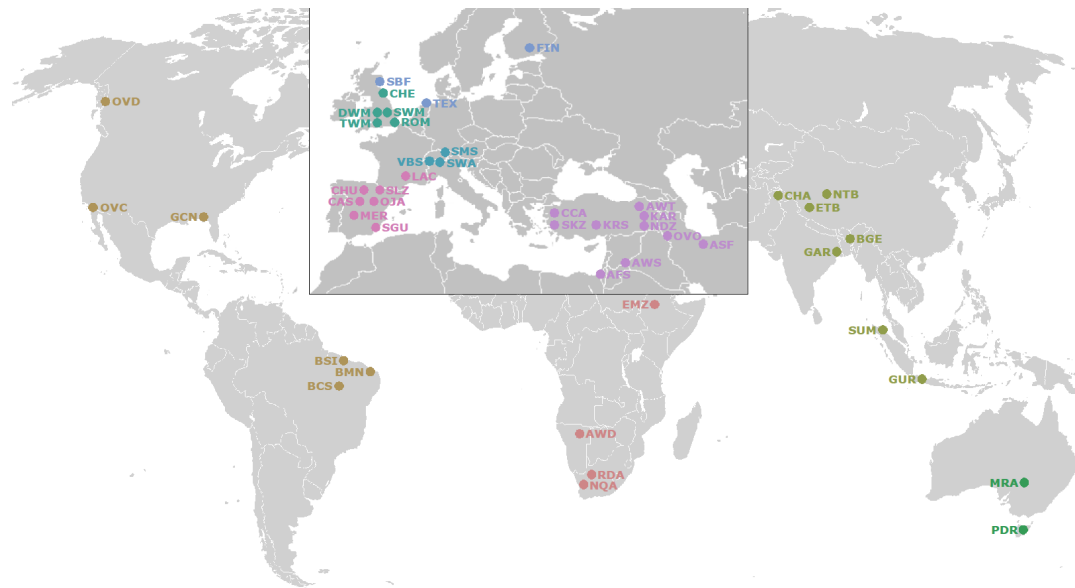 FIN
SBF
CHE
TEX
OVD
DWM SWM
TWM ROM
SMS
VBS SWA
LAC
CHU SLZ
CAS OJA
MER
SGU
CCA
SKZ KRS
AWT
KAR
NDZ
OVO
ASF
AWS
AFS
CHA NTB
ETB
OVC
GCN
BGE
GAR
EMZ
SUM
BSI
BMN
BCS
GUR
AWD
RDA
NQA
MRA
PDR